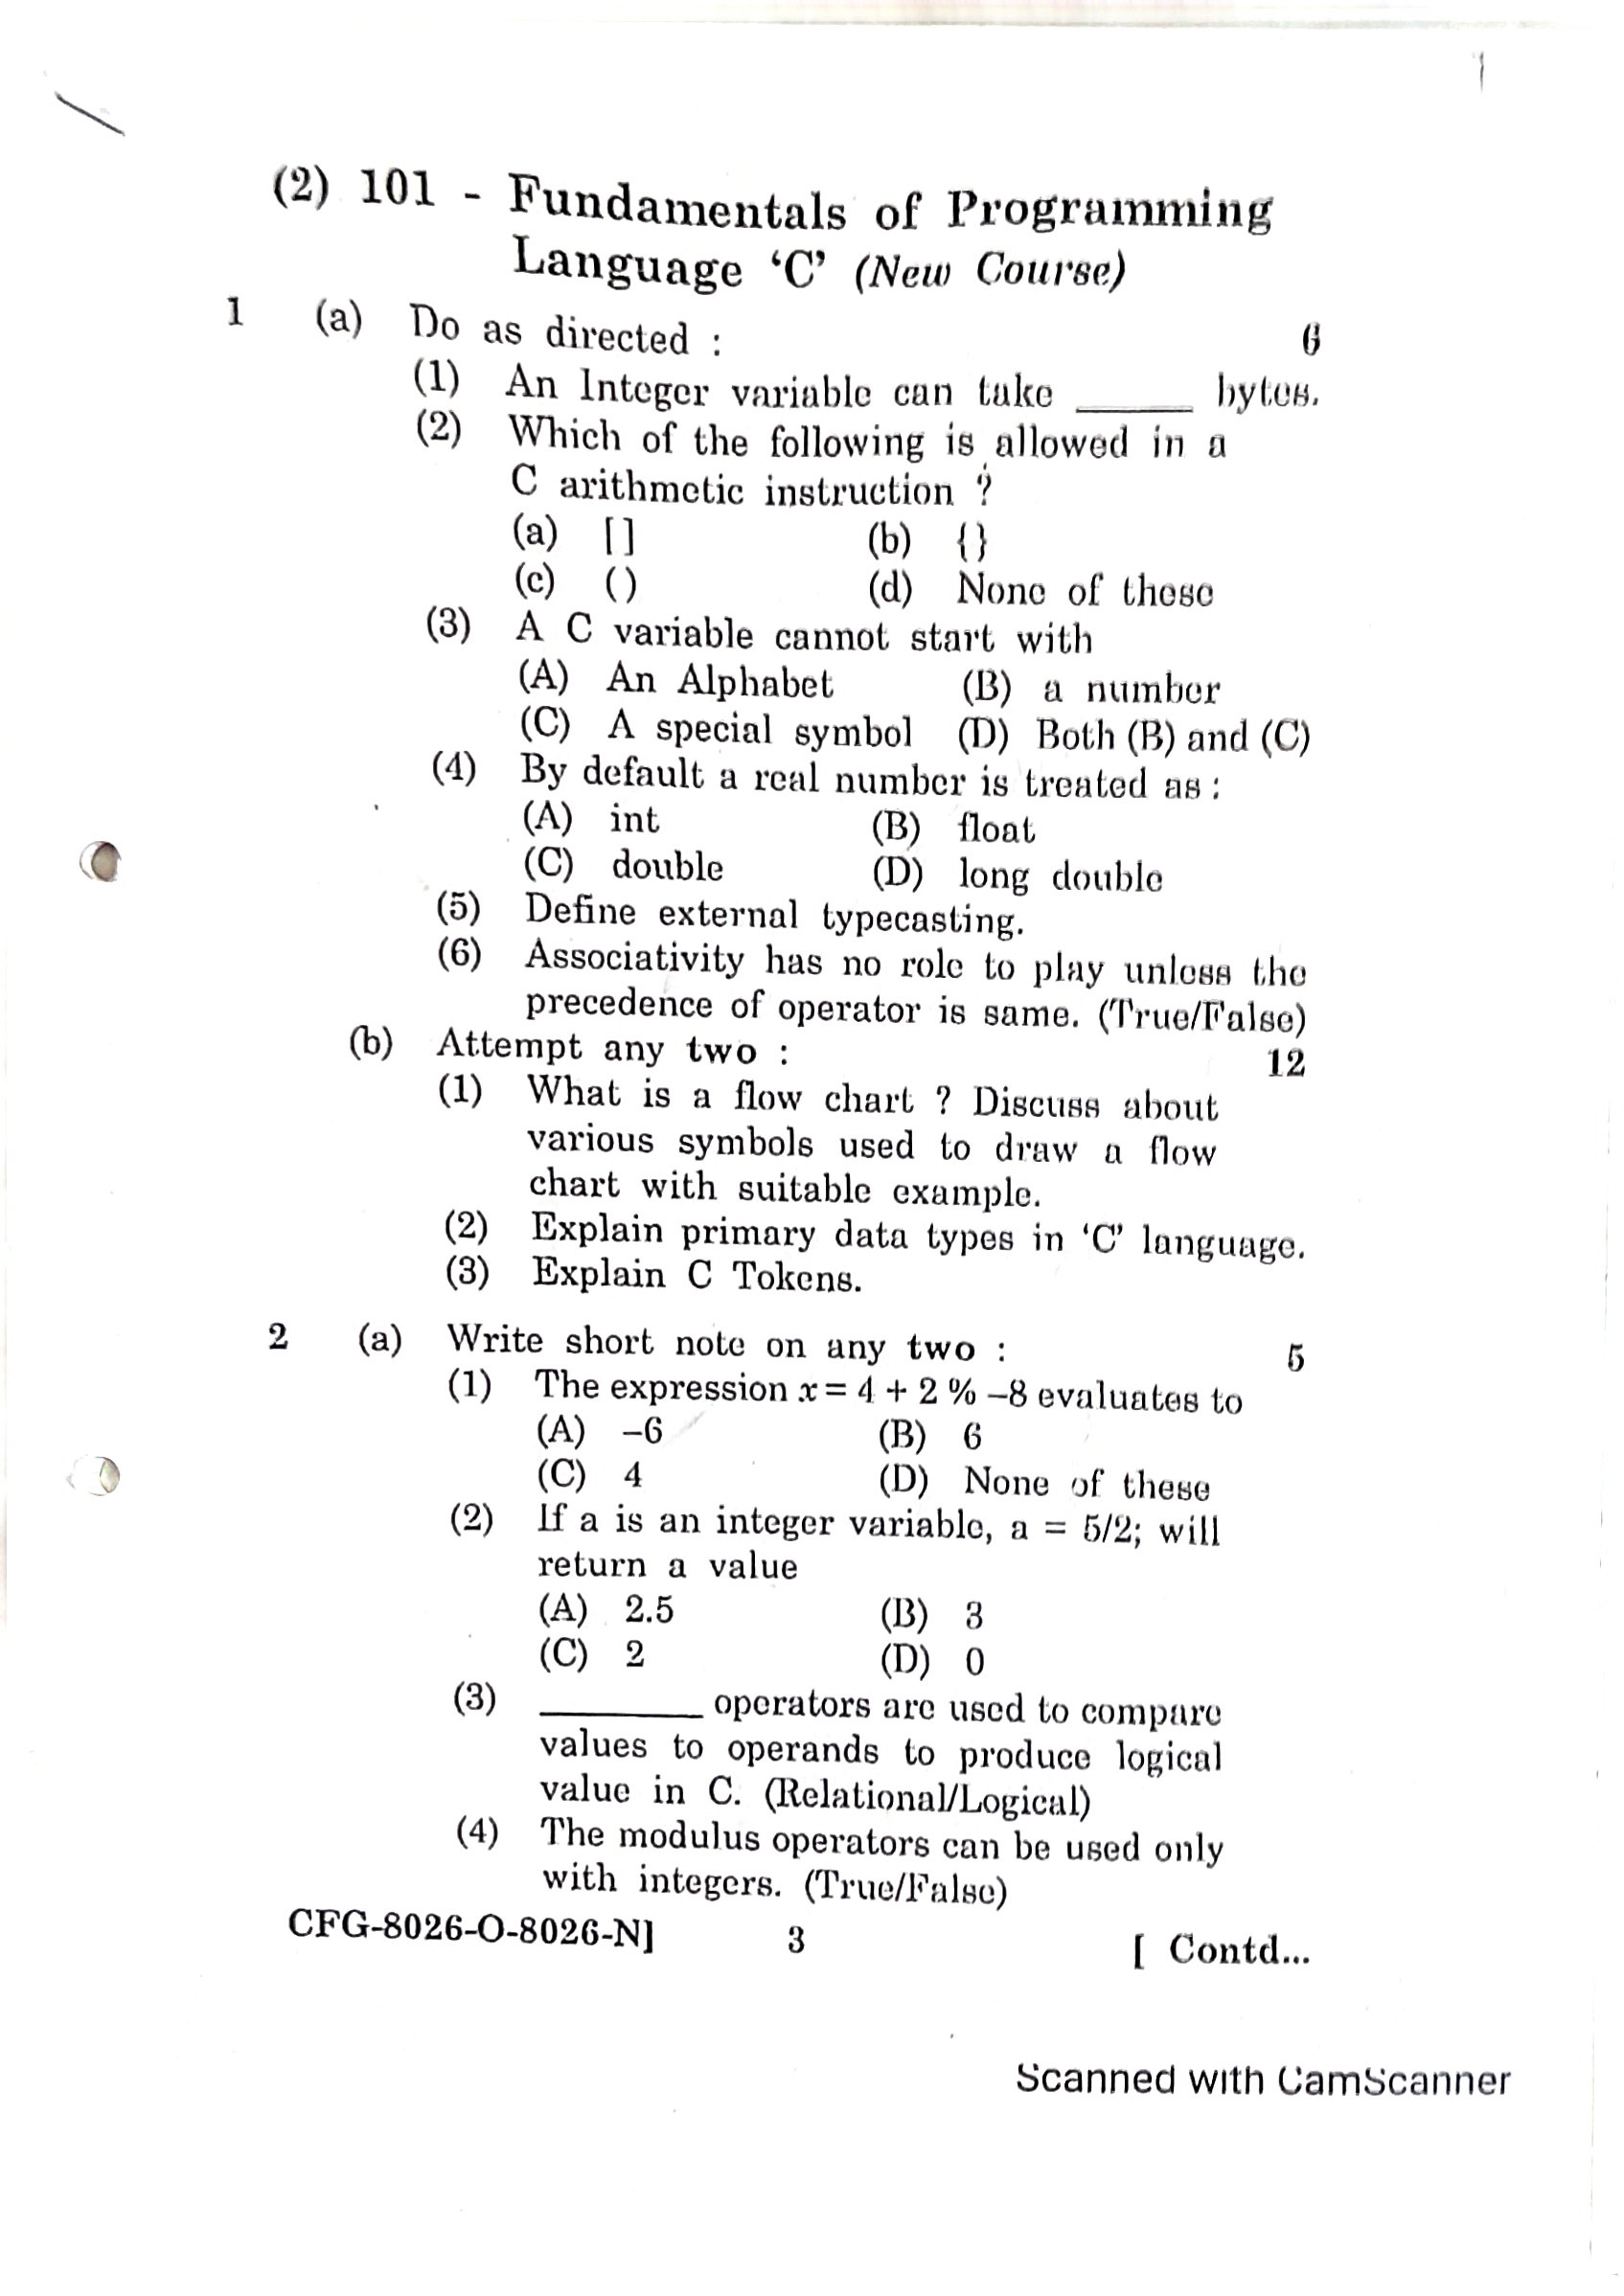 (2) 101 - Fundamentals of Programming
Language ‘C’ (New Course)
1 (a) Do as directed : 6
(1) An Integer variable can take ______ bytes.
(2) Which of the following is allowed in a
C arithmetic instruction ?
(a) [ ] (b) { }
(c) ( ) (d) None of these
(3) A C variable cannot start with
(A) An Alphabet (B) a number
(C) A special symbol (D) Both (B) and (C)
(4) By default a real number is treated as :
(A) int (B) float
(C) double (D) long double
(5) Define external typecasting.
(6) Associativity has no role to play unless the
precedence of operator is same. (True/False)
(b) Attempt any two : 12
(1) What is a flow chart ? Discuss about
various symbols used to draw a flow
chart with suitable example.
(2) Explain primary data types in ‘C’ language.
(3) Explain C Tokens.
2 (a) Write short note on any two : 5
(1) The expression x = 4 + 2 % –8 evaluates to
(A) –6 (B) 6
(C) 4 (D) None of these
(2) If a is an integer variable, a = 5/2; will
return a value
(A) 2.5 (B) 3
(C) 2 (D) 0
(3) ________ operators are used to compare
values to operands to produce logical
value in C. (Relational/Logical)
(4) The modulus operators can be used only
with integers. (True/False)
CFG-8026-O-8026-N] 3 [ Contd...
Scanned with CamScanner